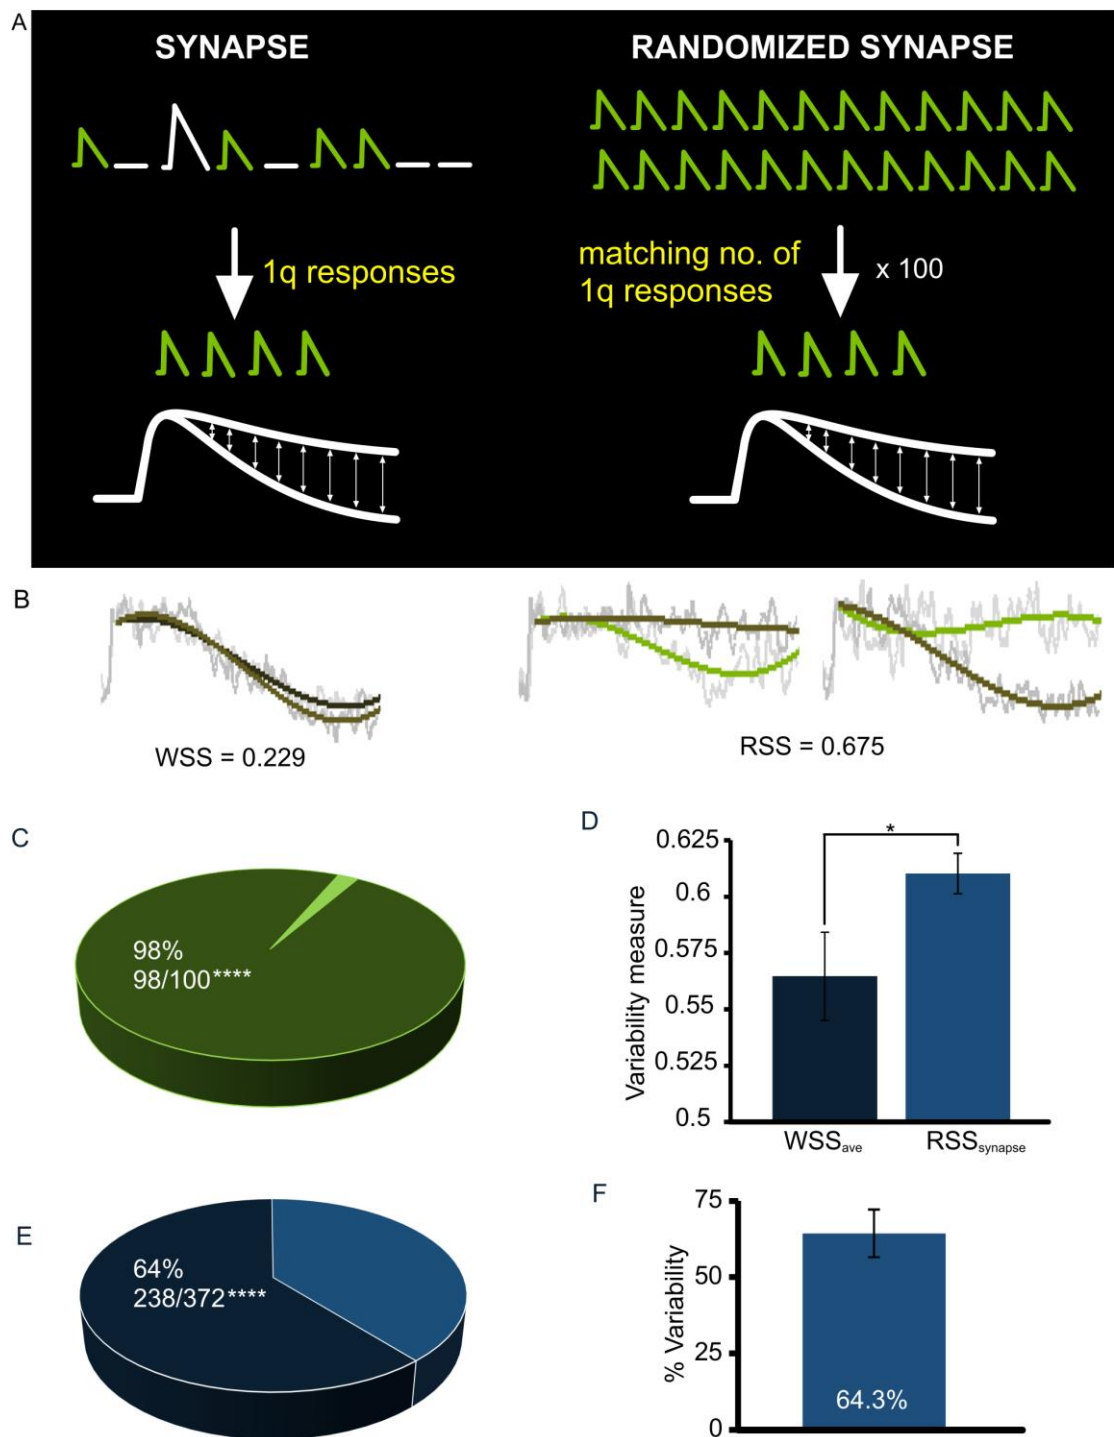 A
SYNAPSE
RANDOMIZED SYNAPSE
1q responses
matching no. of
1q responses
x 100
B
WSS = 0.229
RSS = 0.675
C
98%
98/100****
D
Variability measure
0.625
0.6
0.575
0.55
0.525
0.5
*
WSSave
RSSsynapse
E
64%
238/372****
F
% Variability
75
50
25
0
64.3%